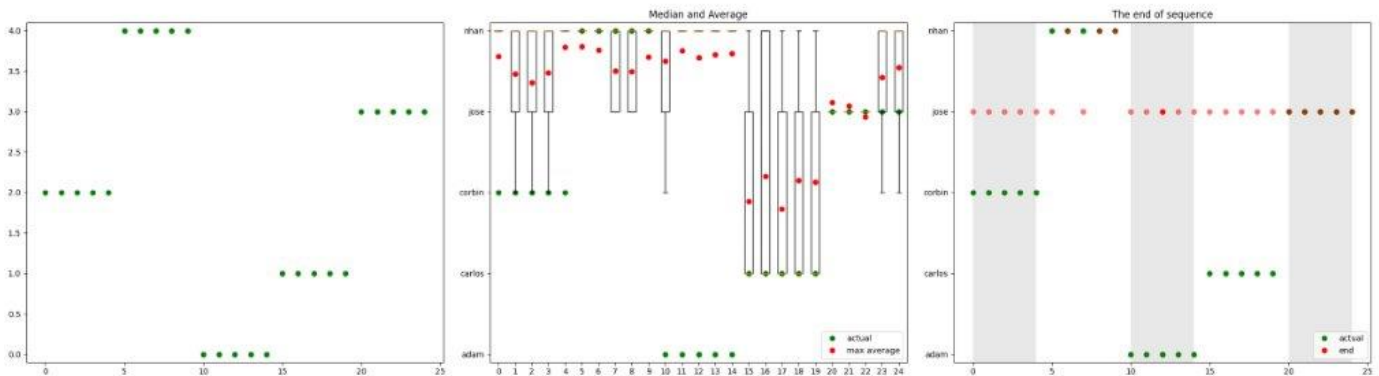 4.0
3.5
3.0
2.5
2.0
1.5
1.0
0.5
0.0
0 5 10 15 20 25
Median and Average
rihan
jose
corbin
carlos
adam
0 1 2 3 4 5 6 7 8 9 10 11 12 13 14 15 16 17 18 19 20 21 22 23 24
actual
max average
The end of sequence
rihan
jose
corbin
carlos
adam
0 5 10 15 20 25
actual
end